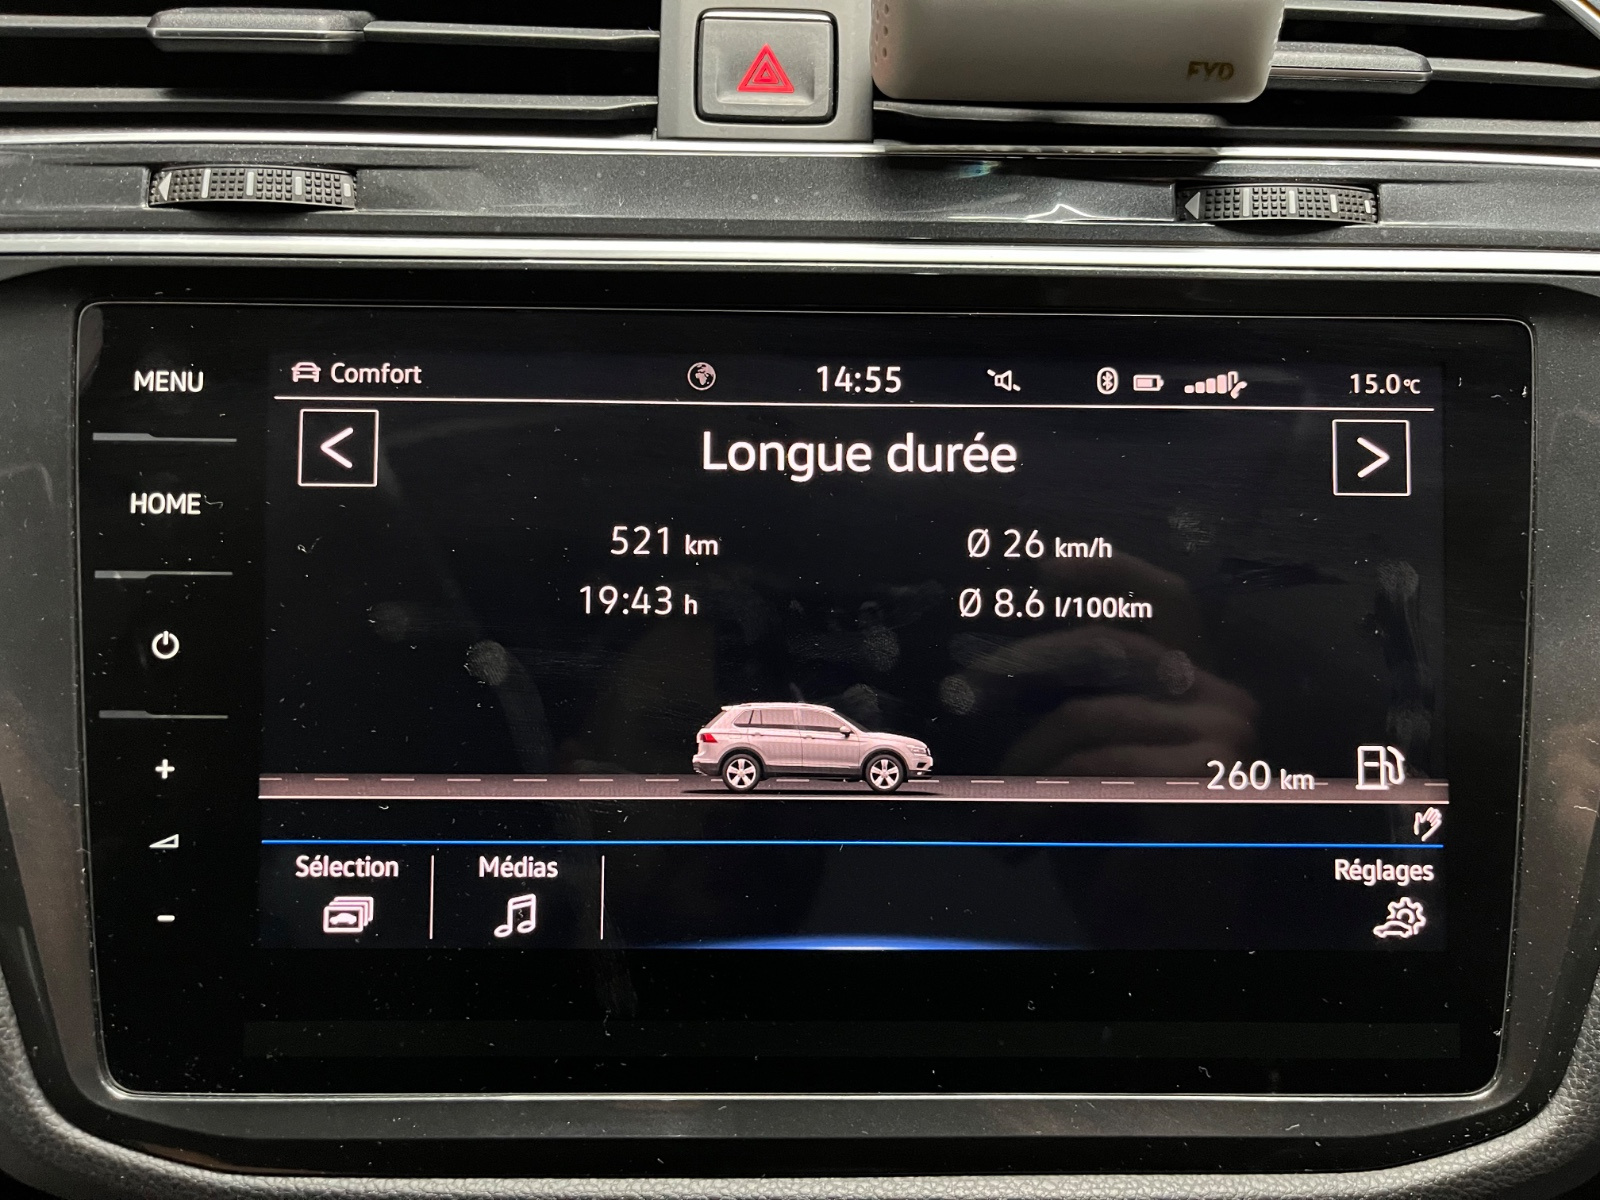 FYD
MENU
HOME
Comfort
14:55
15.0°C
<
Longue durée
>
521 km
Ø 26 km/h
19:43 h
Ø 8.6 l/100km
260 km
Sélection
Médias
Réglages
+
-